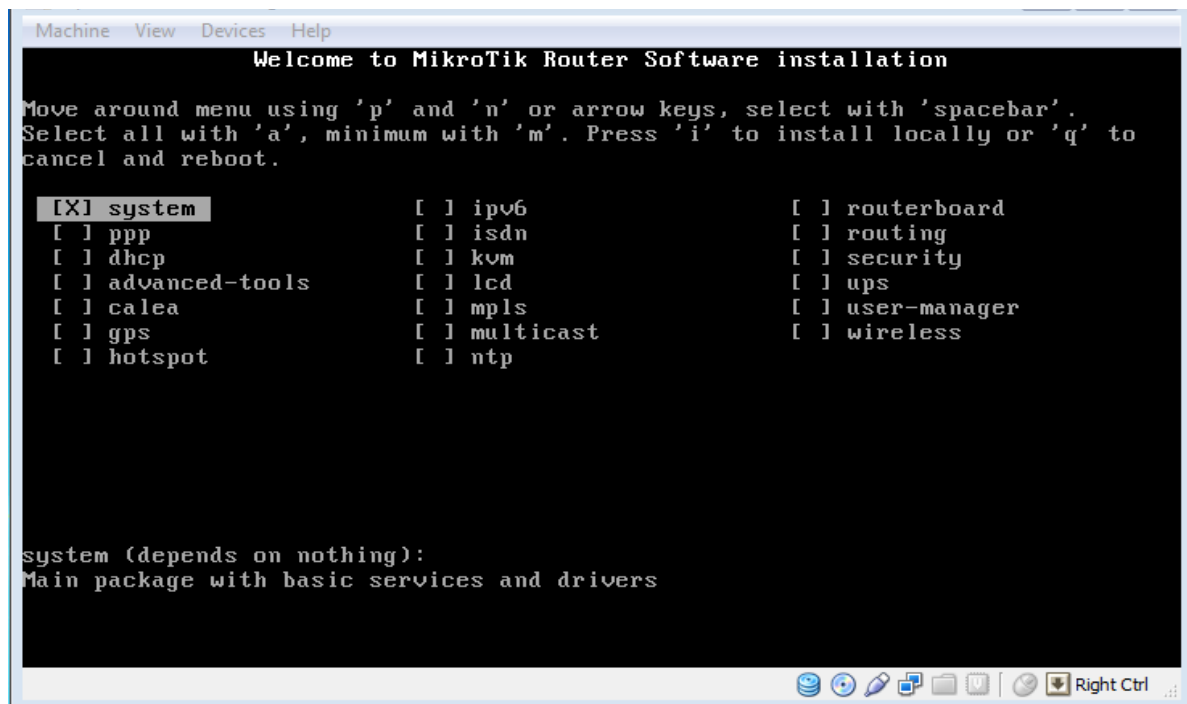 Machine View Devices Help
Welcome to MikroTik Router Software installation
Move around menu using 'p' and 'n' or arrow keys, select with 'spacebar'.
Select all with 'a', minimum with 'm'. Press 'i' to install locally or 'q' to
cancel and reboot.
[X] system [ ] ipv6 [ ] routerboard
[ ] ppp [ ] isdn [ ] routing
[ ] dhcp [ ] kvm [ ] security
[ ] advanced-tools [ ] lcd [ ] ups
[ ] calea [ ] mpls [ ] user-manager
[ ] gps [ ] multicast [ ] wireless
[ ] hotspot [ ] ntp
system (depends on nothing):
Main package with basic services and drivers
Right Ctrl